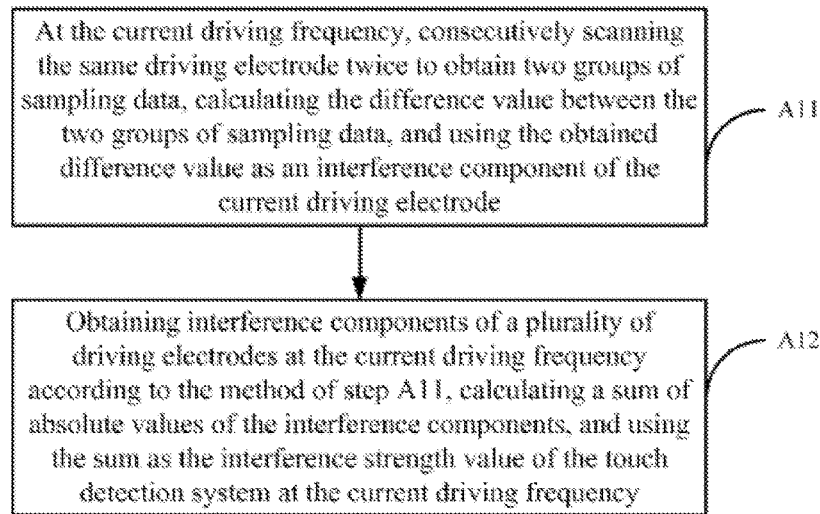 At the current driving frequency, consecutively scanning
the same driving electrode twice to obtain two groups of
sampling data, calculating the difference value between the
two groups of sampling data, and using the obtained
difference value as an interference component of the
current driving electrode
A11
Obtaining interference components of a plurality of
driving electrodes at the current driving frequency
according to the method of step A11, calculating a sum of
absolute values of the interference components, and using
the sum as the interference strength value of the touch
detection system at the current driving frequency
A12